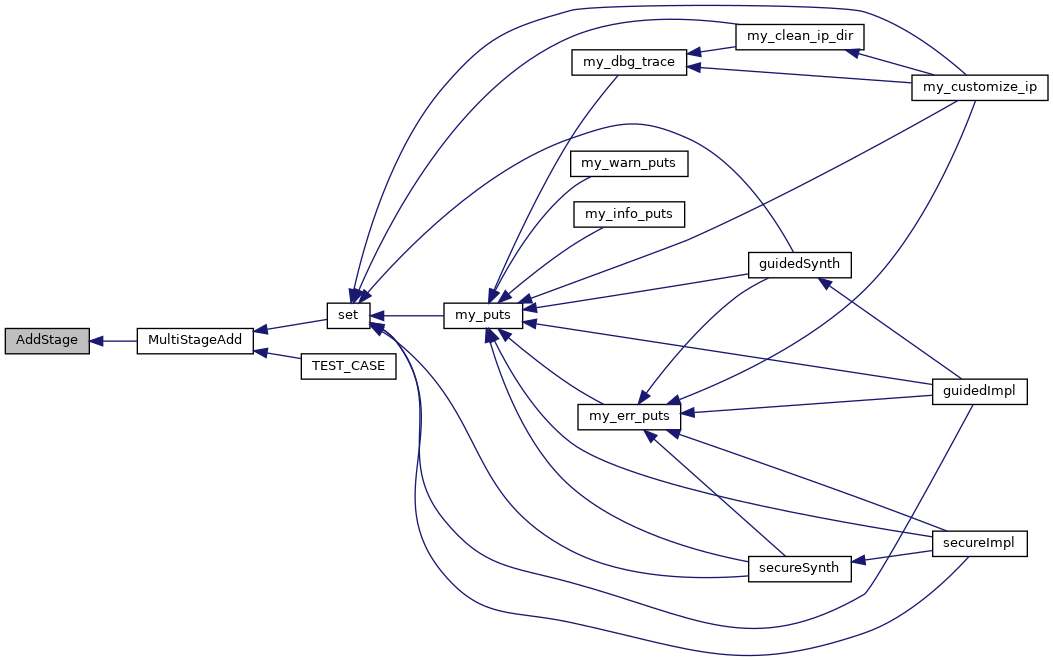 AddStage
MultiStageAdd
set
TEST_CASE
my_puts
my_dbg_trace
my_warn_puts
my_info_puts
my_err_puts
my_clean_ip_dir
guidedSynth
secureSynth
my_customize_ip
guidedImpl
secureImpl